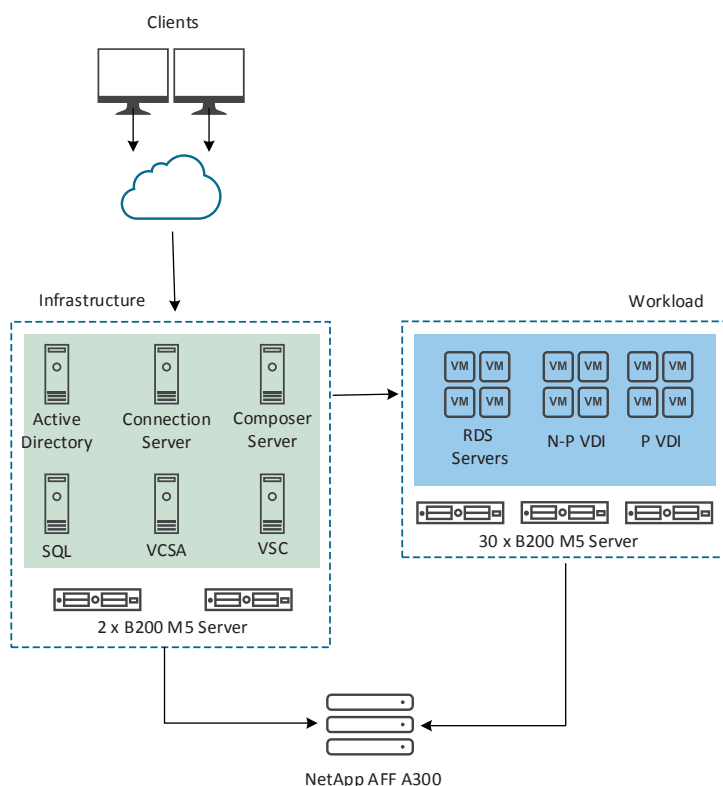 Clients
Infrastructure
Workload
Active
Directory
Connection
Server
Composer
Server
SQL
VCSA
VSC
2 x B200 M5 Server
VM VM VM VM VM VM
VM VM VM VM VM VM
RDS
Servers
N-P VDI
P VDI
30 x B200 M5 Server
NetApp AFF A300